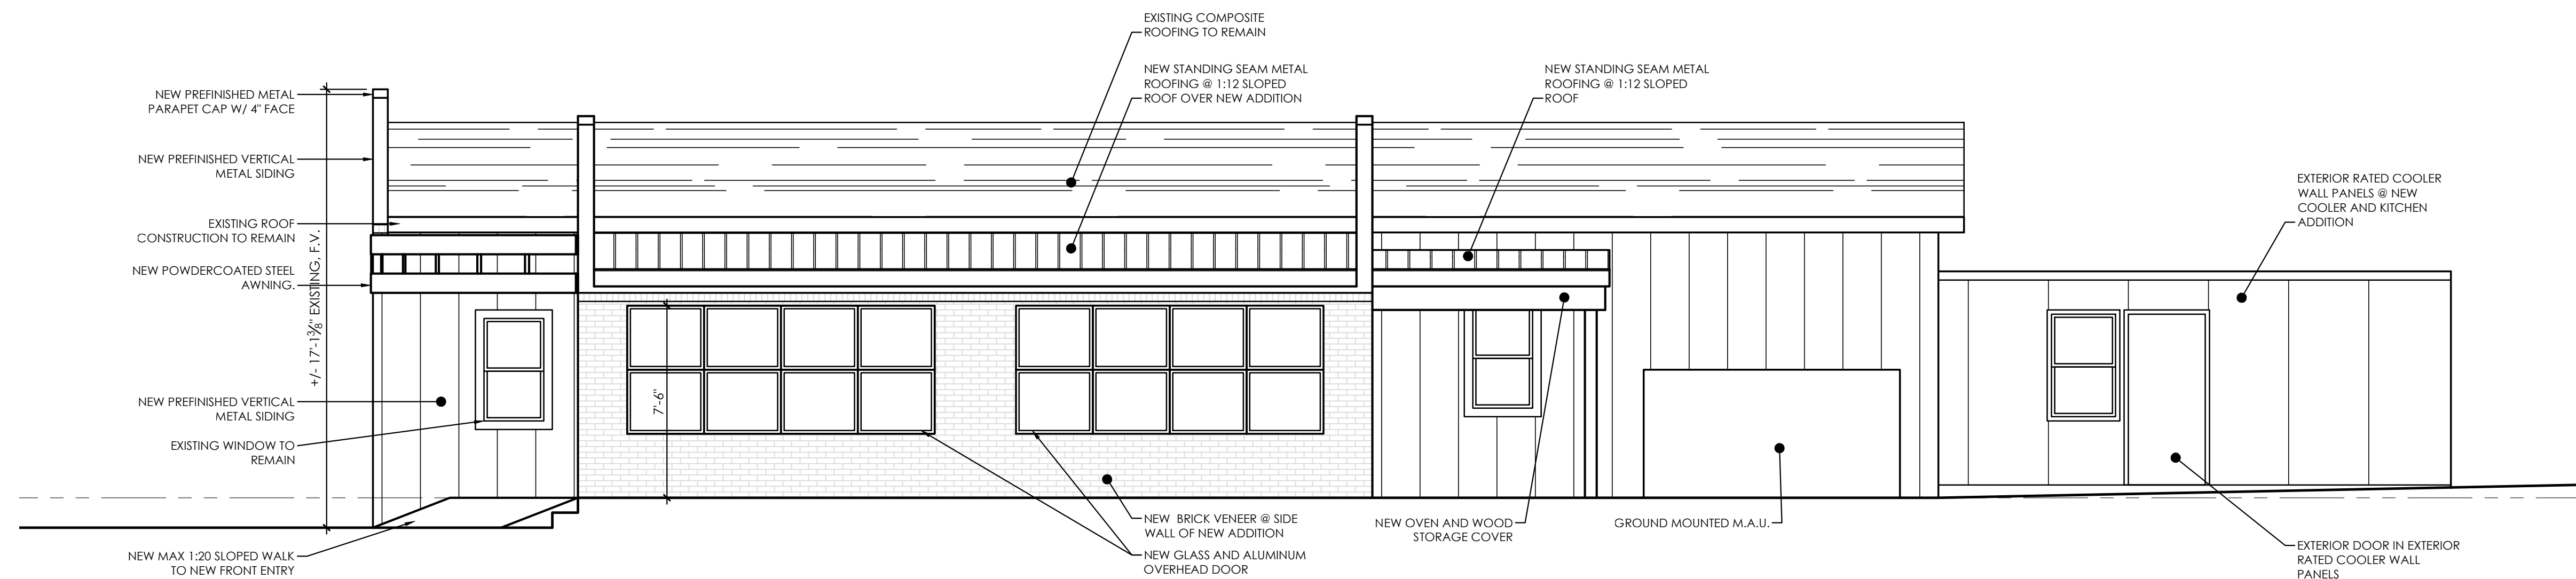 EXISTING COMPOSITE
ROOFING TO REMAIN
NEW STANDING SEAM METAL
ROOFING @ 1:12 SLOPED
ROOF OVER NEW ADDITION
NEW STANDING SEAM METAL
ROOFING @ 1:12 SLOPED
ROOF
NEW PREFINISHED METAL
PARAPET CAP W/ 4" FACE
NEW PREFINISHED VERTICAL
METAL SIDING
EXISTING ROOF
CONSTRUCTION TO REMAIN
NEW POWDERCOATED STEEL
AWNING.
+/- 17'-1⅜" EXISTING, F.V.
NEW PREFINISHED VERTICAL
METAL SIDING
EXISTING WINDOW TO
REMAIN
NEW MAX 1:20 SLOPED WALK
TO NEW FRONT ENTRY
7'-6"
NEW BRICK VENEER @ SIDE
WALL OF NEW ADDITION
NEW GLASS AND ALUMINUM
OVERHEAD DOOR
NEW OVEN AND WOOD
STORAGE COVER
GROUND MOUNTED M.A.U.
EXTERIOR RATED COOLER
WALL PANELS @ NEW
COOLER AND KITCHEN
ADDITION
EXTERIOR DOOR IN EXTERIOR
RATED COOLER WALL
PANELS